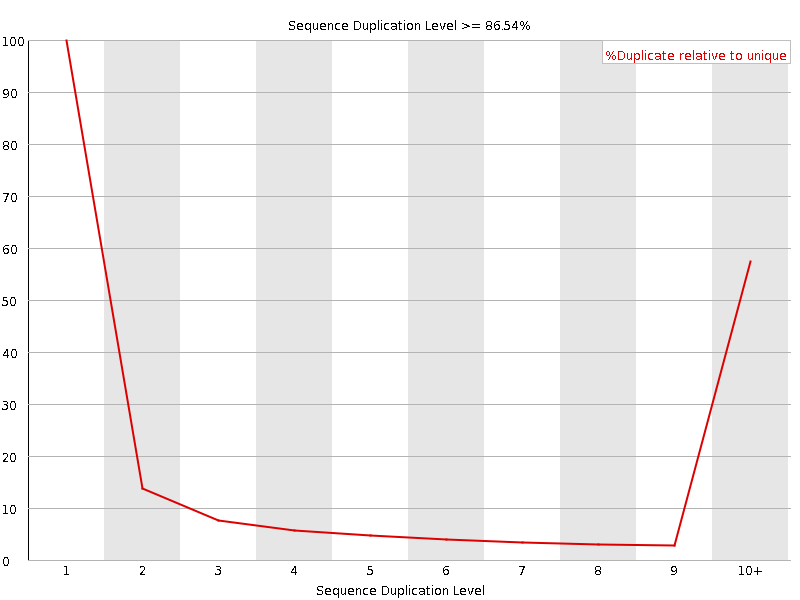 Sequence Duplication Level >= 86.54%
%Duplicate relative to unique
100
90
80
70
60
50
40
30
20
10
0
1 2 3 4 5 6 7 8 9 10+
Sequence Duplication Level